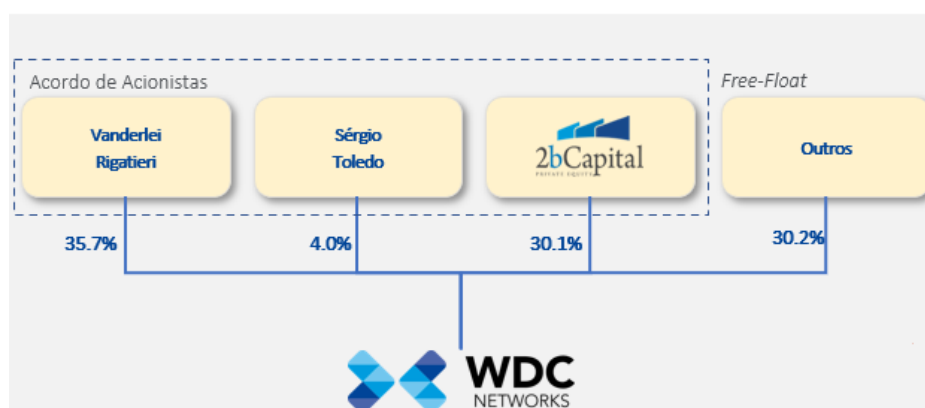 Acordo de Acionistas
Free-Float
Vanderlei
Rigatieri
Sérgio
Toledo
2bCapital
PRIVATE EQUITY
Outros
35.7%
4.0%
30.1%
30.2%
WDC
NETWORKS